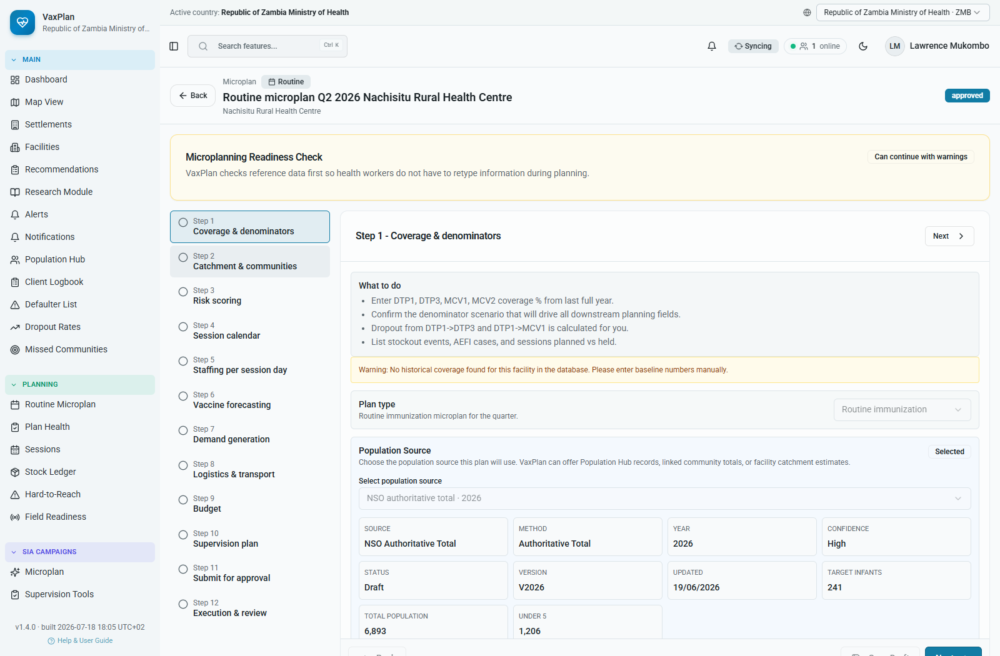 VaxPlan
Republic of Zambia Ministry of...
MAIN
Dashboard
Map View
Settlements
Facilities
Recommendations
Research Module
Alerts
Notifications
Population Hub
Client Logbook
Defaulter List
Dropout Rates
Missed Communities
PLANNING
Routine Microplan
Plan Health
Sessions
Stock Ledger
Hard-to-Reach
Field Readiness
SIA CAMPAIGNS
Microplan
Supervision Tools
v1.4.0 · built 2026-07-18 18:05 UTC+02
Help & User Guide
Active country: Republic of Zambia Ministry of Health
Republic of Zambia Ministry of Health · ZMB
Search features... Ctrl K
Syncing
1 online
LM Lawrence Mukombo
Back
Microplan Routine
Routine microplan Q2 2026 Nachisitu Rural Health Centre
Nachisitu Rural Health Centre
approved
Microplanning Readiness Check
Can continue with warnings
VaxPlan checks reference data first so health workers do not have to retype information during planning.
Step 1
Coverage & denominators
Step 2
Catchment & communities
Step 3
Risk scoring
Step 4
Session calendar
Step 5
Staffing per session day
Step 6
Vaccine forecasting
Step 7
Demand generation
Step 8
Logistics & transport
Step 9
Budget
Step 10
Supervision plan
Step 11
Submit for approval
Step 12
Execution & review
Step 1 - Coverage & denominators
Next
What to do
• Enter DTP1, DTP3, MCV1, MCV2 coverage % from last full year.
• Confirm the denominator scenario that will drive all downstream planning fields.
• Dropout from DTP1->DTP3 and DTP1->MCV1 is calculated for you.
• List stockout events, AEFI cases, and sessions planned vs held.
Warning: No historical coverage found for this facility in the database. Please enter baseline numbers manually.
Plan type
Routine immunization microplan for the quarter.
Routine immunization
Population Source
Selected
Choose the population source this plan will use. VaxPlan can offer Population Hub records, linked community totals, or facility catchment estimates.
Select population source
NSO authoritative total · 2026
SOURCE
NSO Authoritative Total
METHOD
Authoritative Total
YEAR
2026
CONFIDENCE
High
STATUS
Draft
VERSION
V2026
UPDATED
19/06/2026
TARGET INFANTS
241
TOTAL POPULATION
6,893
UNDER 5
1,206